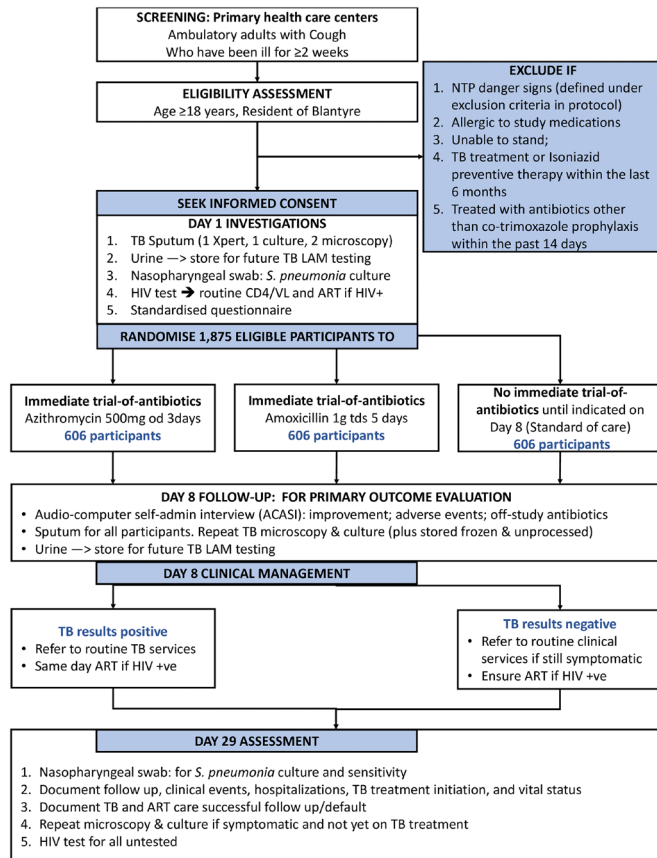 SCREENING: Primary health care centers
Ambulatory adults with Cough
Who have been ill for ≥2 weeks
ELIGIBILITY ASSESSMENT
Age ≥18 years, Resident of Blantyre
EXCLUDE IF
1. NTP danger signs (defined under
exclusion criteria in protocol)
2. Allergic to study medications
3. Unable to stand;
4. TB treatment or Isoniazid
preventive therapy within the last
6 months
5. Treated with antibiotics other
than co-trimoxazole prophylaxis
within the past 14 days
SEEK INFORMED CONSENT
DAY 1 INVESTIGATIONS
1. TB Sputum (1 Xpert, 1 culture, 2 microscopy)
2. Urine —> store for future TB LAM testing
3. Nasopharyngeal swab: S. pneumonia culture
4. HIV test ➔ routine CD4/VL and ART if HIV+
5. Standardised questionnaire
RANDOMISE 1,875 ELIGIBLE PARTICIPANTS TO
Immediate trial-of-antibiotics
Azithromycin 500mg od 3days
606 participants
Immediate trial-of-antibiotics
Amoxicillin 1g tds 5 days
606 participants
No immediate trial-of-
antibiotics until indicated on
Day 8 (Standard of care)
606 participants
DAY 8 FOLLOW-UP: FOR PRIMARY OUTCOME EVALUATION
• Audio-computer self-admin interview (ACASI): improvement; adverse events; off-study antibiotics
• Sputum for all participants. Repeat TB microscopy & culture (plus stored frozen & unprocessed)
• Urine —> store for future TB LAM testing
DAY 8 CLINICAL MANAGEMENT
TB results positive
• Refer to routine TB services
• Same day ART if HIV +ve
TB results negative
• Refer to routine clinical
services if still symptomatic
• Ensure ART if HIV +ve
DAY 29 ASSESSMENT
1. Nasopharyngeal swab: for S. pneumonia culture and sensitivity
2. Document follow up, clinical events, hospitalizations, TB treatment initiation, and vital status
3. Document TB and ART care successful follow up/default
4. Repeat microscopy & culture if symptomatic and not yet on TB treatment
5. HIV test for all untested